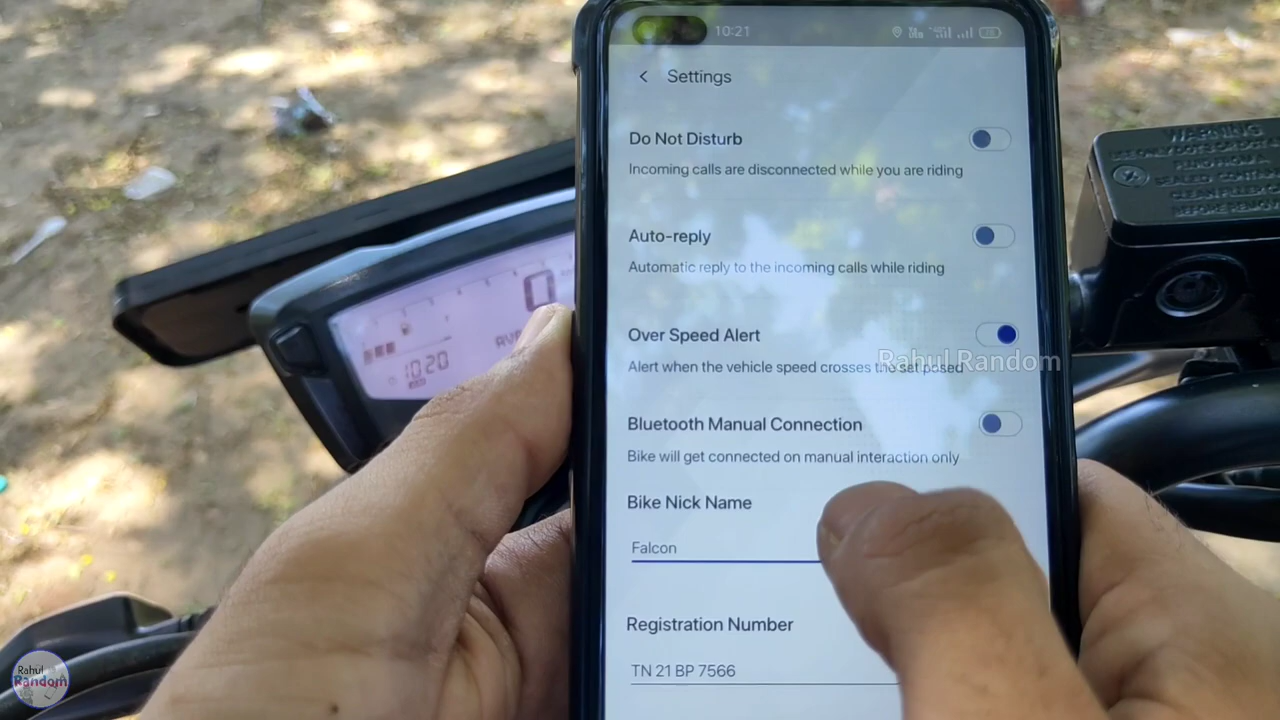 10:21
Settings
Do Not Disturb
Incoming calls are disconnected while you are riding
Auto-reply
Automatic reply to the incoming calls while riding
Over Speed Alert
Alert when the vehicle speed crosses the set posed
Rahul Random
Bluetooth Manual Connection
Bike will get connected on manual interaction only
Bike Nick Name
Falcon
Registration Number
TN 21 BP 7566
0
10:20
WARNING
Rahul
Random